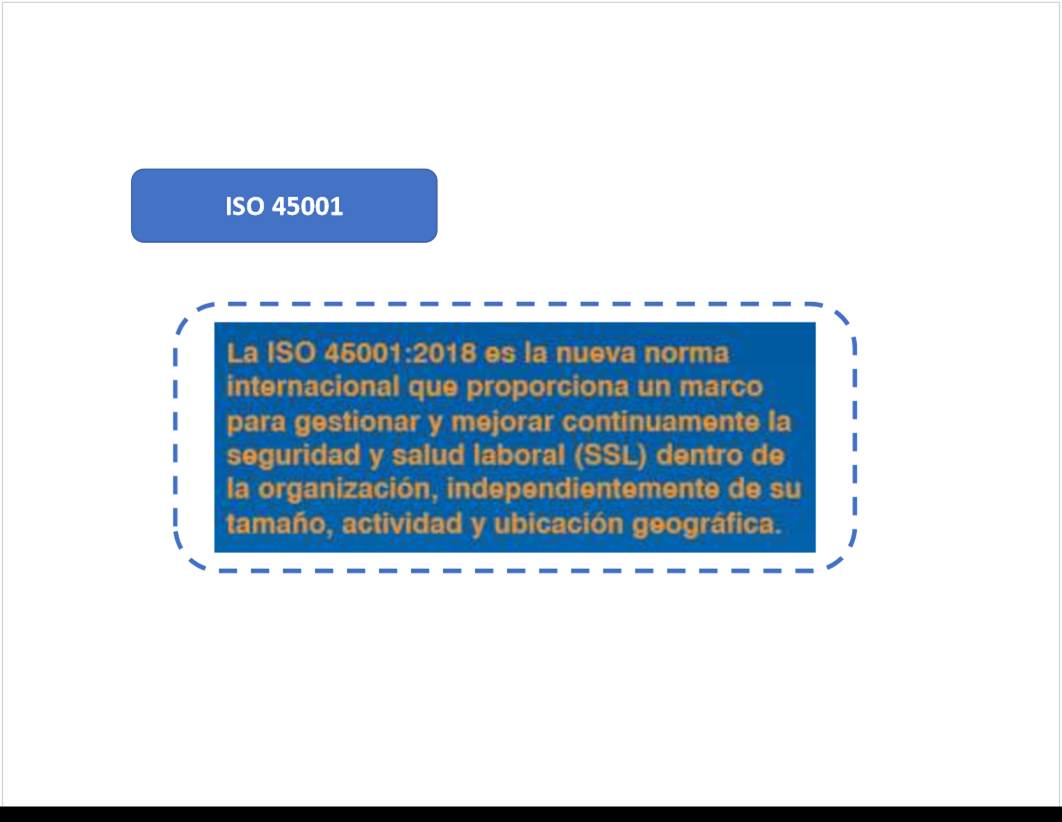 ISO 45001
La ISO 45001:2018 es la nueva norma
internacional que proporciona un marco
para gestionar y mejorar continuamente la
seguridad y salud laboral (SSL) dentro de
la organización, independientemente de su
tamaño, actividad y ubicación geográfica.